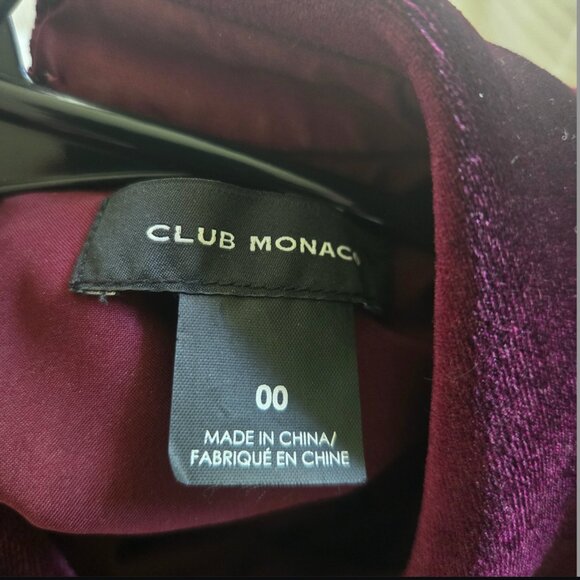 CLUB MONACO
00
MADE IN CHINA/
FABRIQUÉ EN CHINE